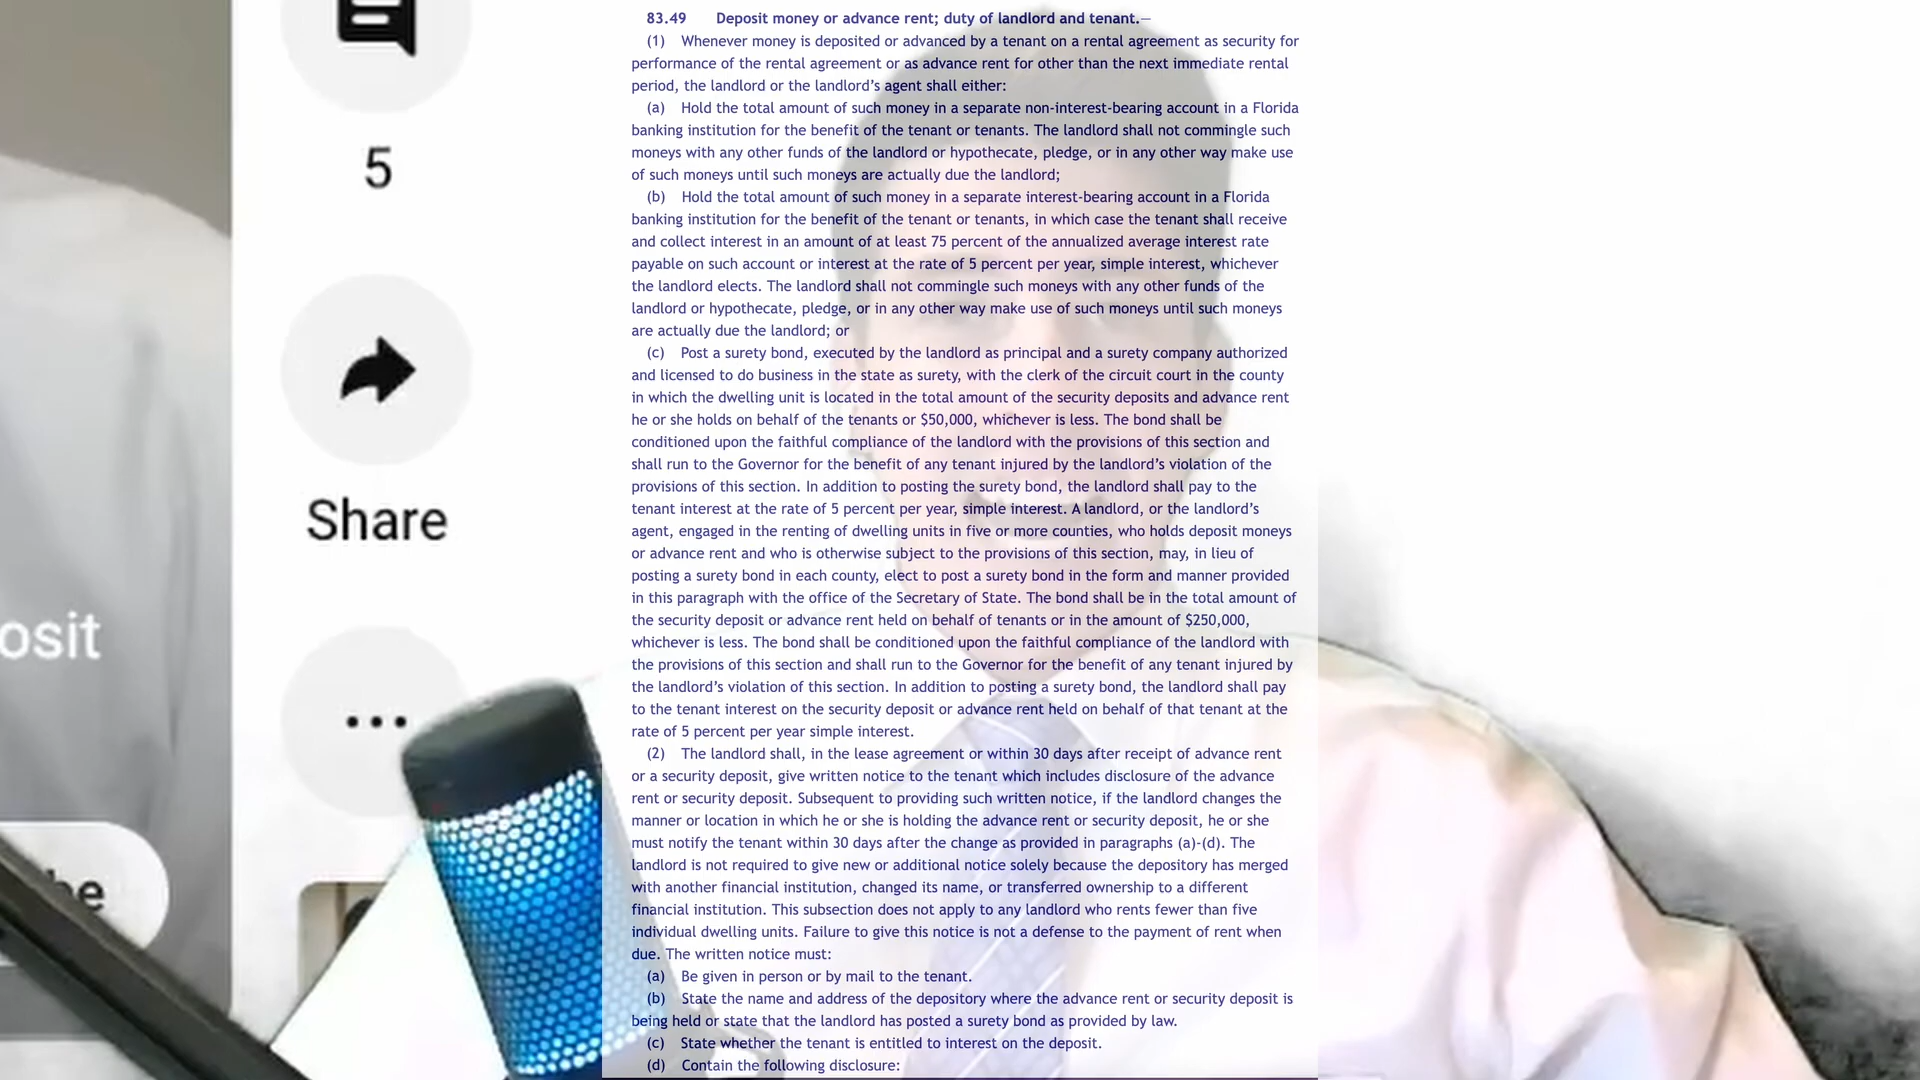 5
Share
osit
be
83.49 Deposit money or advance rent; duty of landlord and tenant.—
(1) Whenever money is deposited or advanced by a tenant on a rental agreement as security for
performance of the rental agreement or as advance rent for other than the next immediate rental
period, the landlord or the landlord’s agent shall either:
(a) Hold the total amount of such money in a separate non-interest-bearing account in a Florida
banking institution for the benefit of the tenant or tenants. The landlord shall not commingle such
moneys with any other funds of the landlord or hypothecate, pledge, or in any other way make use
of such moneys until such moneys are actually due the landlord;
(b) Hold the total amount of such money in a separate interest-bearing account in a Florida
banking institution for the benefit of the tenant or tenants, in which case the tenant shall receive
and collect interest in an amount of at least 75 percent of the annualized average interest rate
payable on such account or interest at the rate of 5 percent per year, simple interest, whichever
the landlord elects. The landlord shall not commingle such moneys with any other funds of the
landlord or hypothecate, pledge, or in any other way make use of such moneys until such moneys
are actually due the landlord; or
(c) Post a surety bond, executed by the landlord as principal and a surety company authorized
and licensed to do business in the state as surety, with the clerk of the circuit court in the county
in which the dwelling unit is located in the total amount of the security deposits and advance rent
he or she holds on behalf of the tenants or $50,000, whichever is less. The bond shall be
conditioned upon the faithful compliance of the landlord with the provisions of this section and
shall run to the Governor for the benefit of any tenant injured by the landlord’s violation of the
provisions of this section. In addition to posting the surety bond, the landlord shall pay to the
tenant interest at the rate of 5 percent per year, simple interest. A landlord, or the landlord’s
agent, engaged in the renting of dwelling units in five or more counties, who holds deposit moneys
or advance rent and who is otherwise subject to the provisions of this section, may, in lieu of
posting a surety bond in each county, elect to post a surety bond in the form and manner provided
in this paragraph with the office of the Secretary of State. The bond shall be in the total amount of
the security deposit or advance rent held on behalf of tenants or in the amount of $250,000,
whichever is less. The bond shall be conditioned upon the faithful compliance of the landlord with
the provisions of this section and shall run to the Governor for the benefit of any tenant injured by
the landlord’s violation of this section. In addition to posting a surety bond, the landlord shall pay
to the tenant interest on the security deposit or advance rent held on behalf of that tenant at the
rate of 5 percent per year simple interest.
(2) The landlord shall, in the lease agreement or within 30 days after receipt of advance rent
or a security deposit, give written notice to the tenant which includes disclosure of the advance
rent or security deposit. Subsequent to providing such written notice, if the landlord changes the
manner or location in which he or she is holding the advance rent or security deposit, he or she
must notify the tenant within 30 days after the change as provided in paragraphs (a)-(d). The
landlord is not required to give new or additional notice solely because the depository has merged
with another financial institution, changed its name, or transferred ownership to a different
financial institution. This subsection does not apply to any landlord who rents fewer than five
individual dwelling units. Failure to give this notice is not a defense to the payment of rent when
due. The written notice must:
(a) Be given in person or by mail to the tenant.
(b) State the name and address of the depository where the advance rent or security deposit is
being held or state that the landlord has posted a surety bond as provided by law.
(c) State whether the tenant is entitled to interest on the deposit.
(d) Contain the following disclosure: